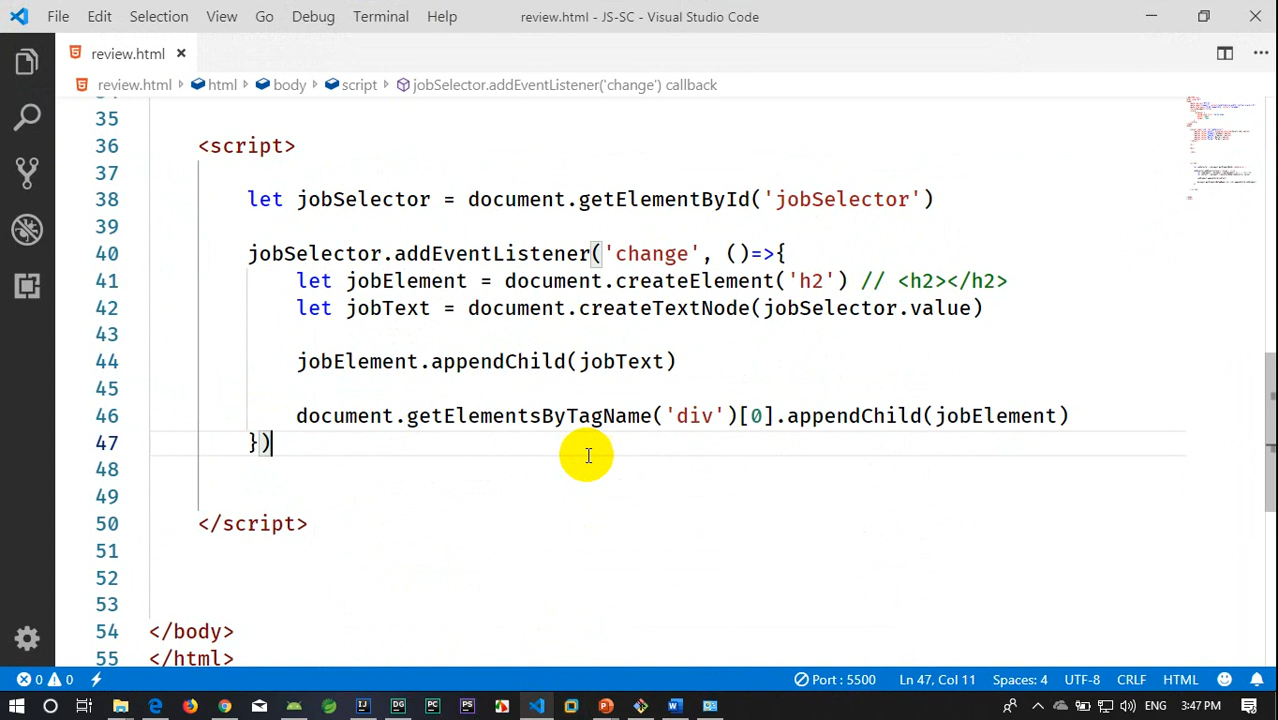 File Edit Selection View Go Debug Terminal Help review.html - JS-SC - Visual Studio Code
review.html
review.html html body script jobSelector.addEventListener('change') callback
35
36 <script>
37
38 let jobSelector = document.getElementById('jobSelector')
39
40 jobSelector.addEventListener('change', ()=>{
41 let jobElement = document.createElement('h2') // <h2></h2>
42 let jobText = document.createTextNode(jobSelector.value)
43
44 jobElement.appendChild(jobText)
45
46 document.getElementsByTagName('div')[0].appendChild(jobElement)
47 })
48
49
50 </script>
51
52
53
54 </body>
55 </html>
0 0 Port : 5500 Ln 47, Col 11 Spaces: 4 UTF-8 CRLF HTML
IJ DG PC PS W 3:47 PM